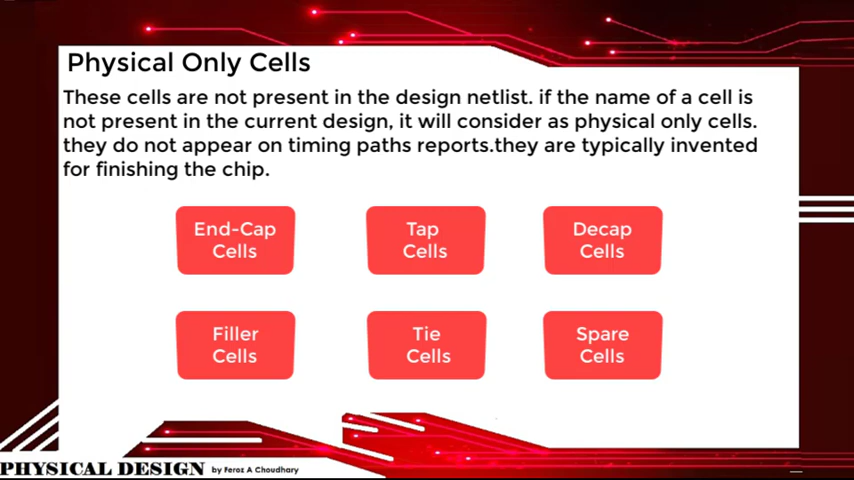 Physical Only Cells
These cells are not present in the design netlist. if the name of a cell is
not present in the current design, it will consider as physical only cells.
they do not appear on timing paths reports.they are typically invented
for finishing the chip.
End-Cap
Cells
Tap
Cells
Decap
Cells
Filler
Cells
Tie
Cells
Spare
Cells
PHYSICAL DESIGN by Feroz A Choudhary